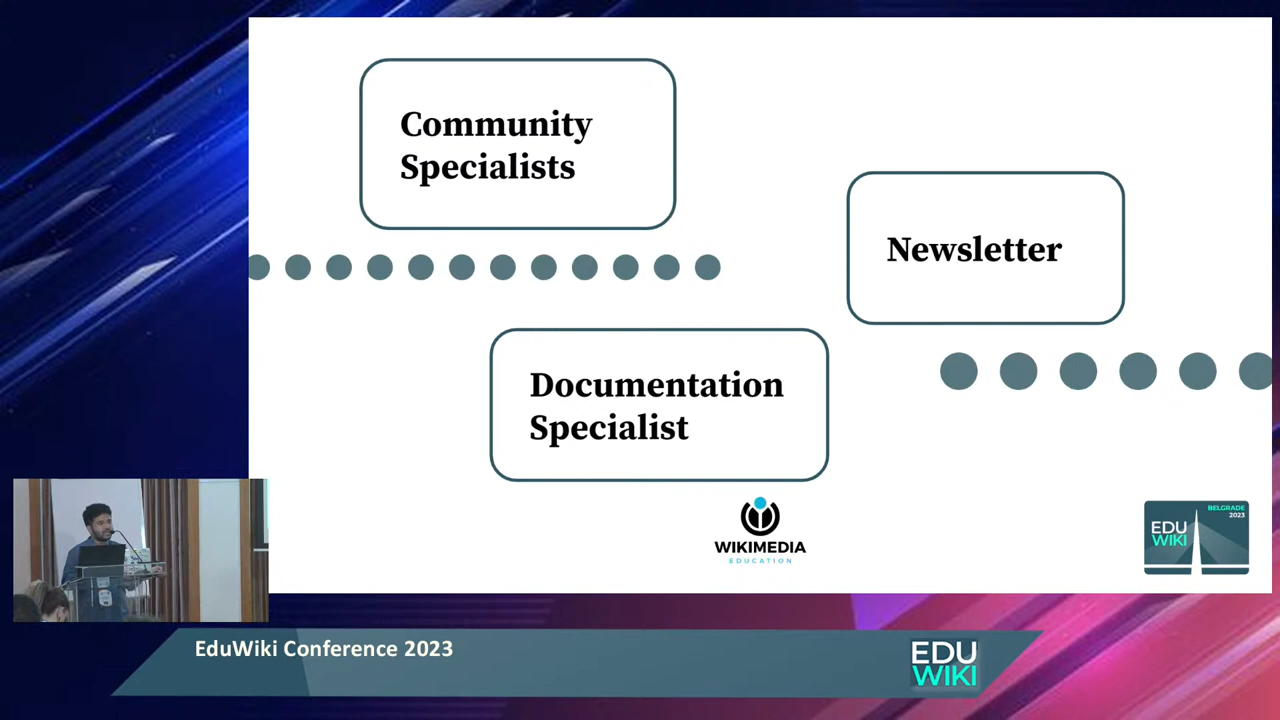 Community
Specialists
Newsletter
Documentation
Specialist
WIKIMEDIA
EDUCATION
BELGRADE
2023
EDU
WIKI
EduWiki Conference 2023
EDU
WIKI